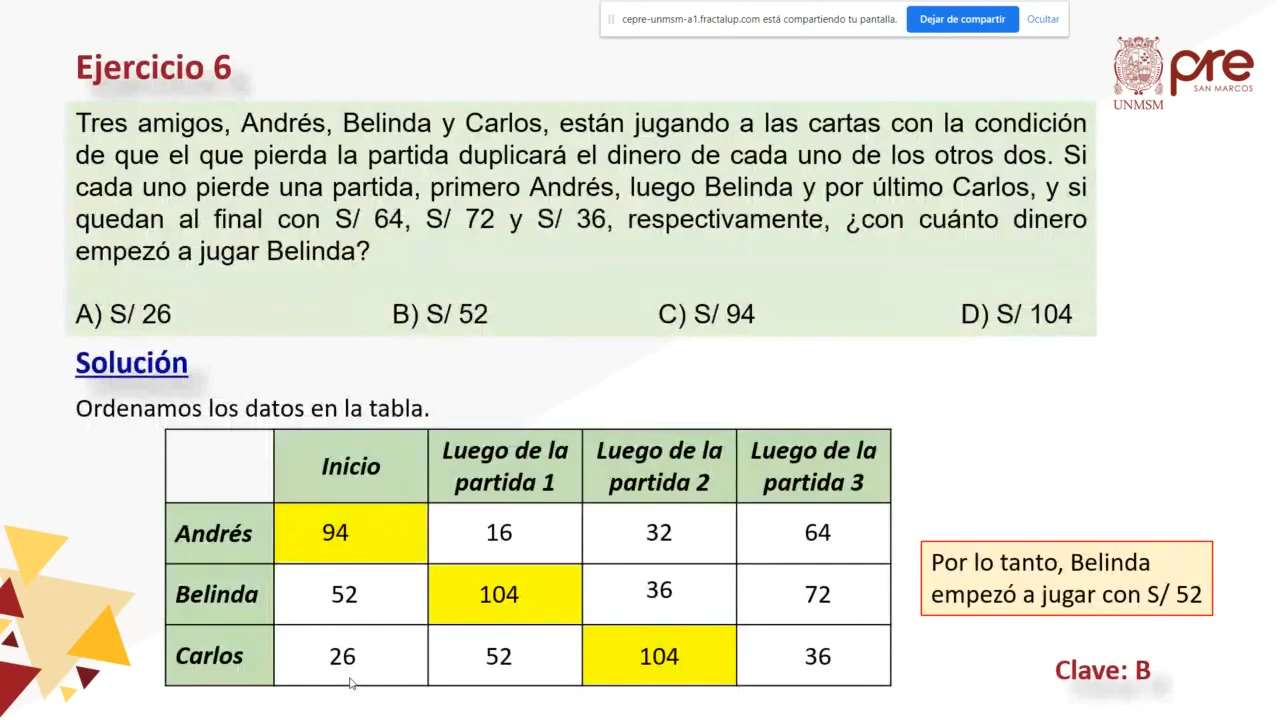 cepre-unmsm-a1.fractalup.com está compartiendo tu pantalla. Dejar de compartir Ocultar
Ejercicio 6
UNMSM
pre
SAN MARCOS
Tres amigos, Andrés, Belinda y Carlos, están jugando a las cartas con la condición
de que el que pierda la partida duplicará el dinero de cada uno de los otros dos. Si
cada uno pierde una partida, primero Andrés, luego Belinda y por último Carlos, y si
quedan al final con S/ 64, S/ 72 y S/ 36, respectivamente, ¿con cuánto dinero
empezó a jugar Belinda?
A) S/ 26 B) S/ 52 C) S/ 94 D) S/ 104
Solución
Ordenamos los datos en la tabla.
Inicio Luego de la partida 1 Luego de la partida 2 Luego de la partida 3
Andrés 94 16 32 64
Belinda 52 104 36 72
Carlos 26 52 104 36
Por lo tanto, Belinda
empezó a jugar con S/ 52
Clave: B